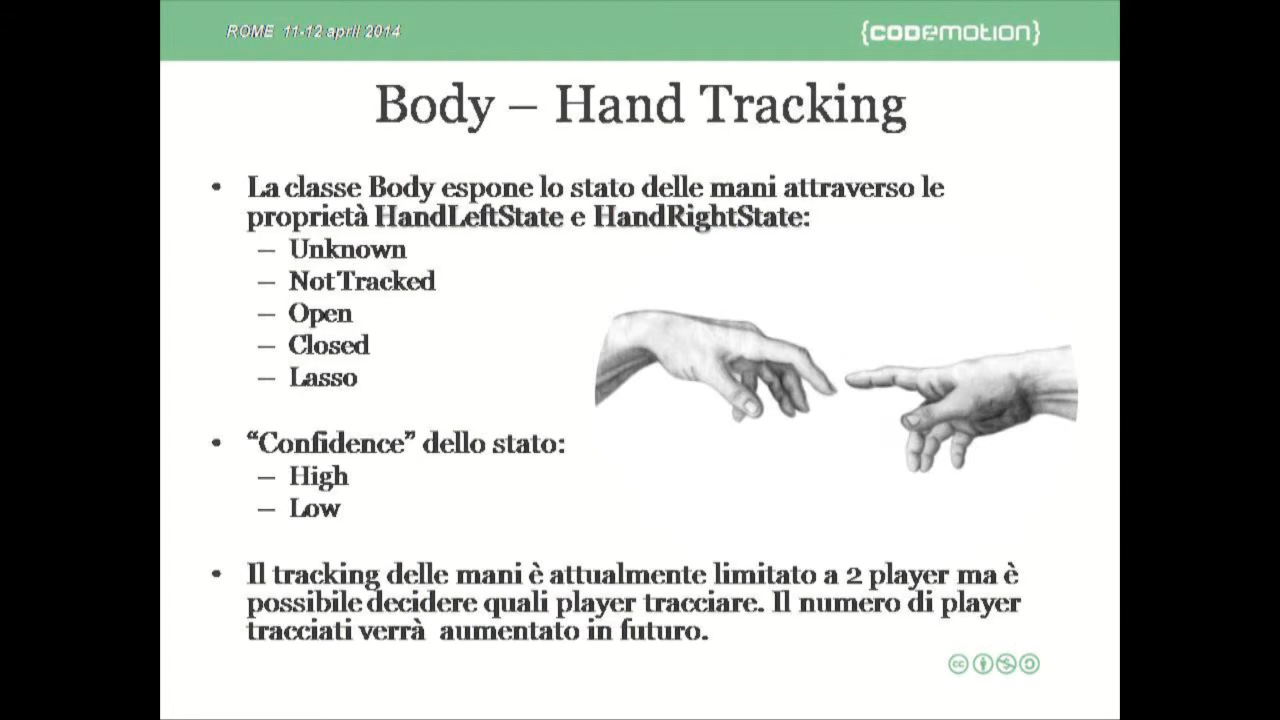 ROME 11-12 april 2014
{CODEMOTION}
Body – Hand Tracking
• La classe Body espone lo stato delle mani attraverso le
proprietà HandLeftState e HandRightState:
– Unknown
– NotTracked
– Open
– Closed
– Lasso
• “Confidence” dello stato:
– High
– Low
• Il tracking delle mani è attualmente limitato a 2 player ma è
possibile decidere quali player tracciare. Il numero di player
tracciati verrà aumentato in futuro.
cc